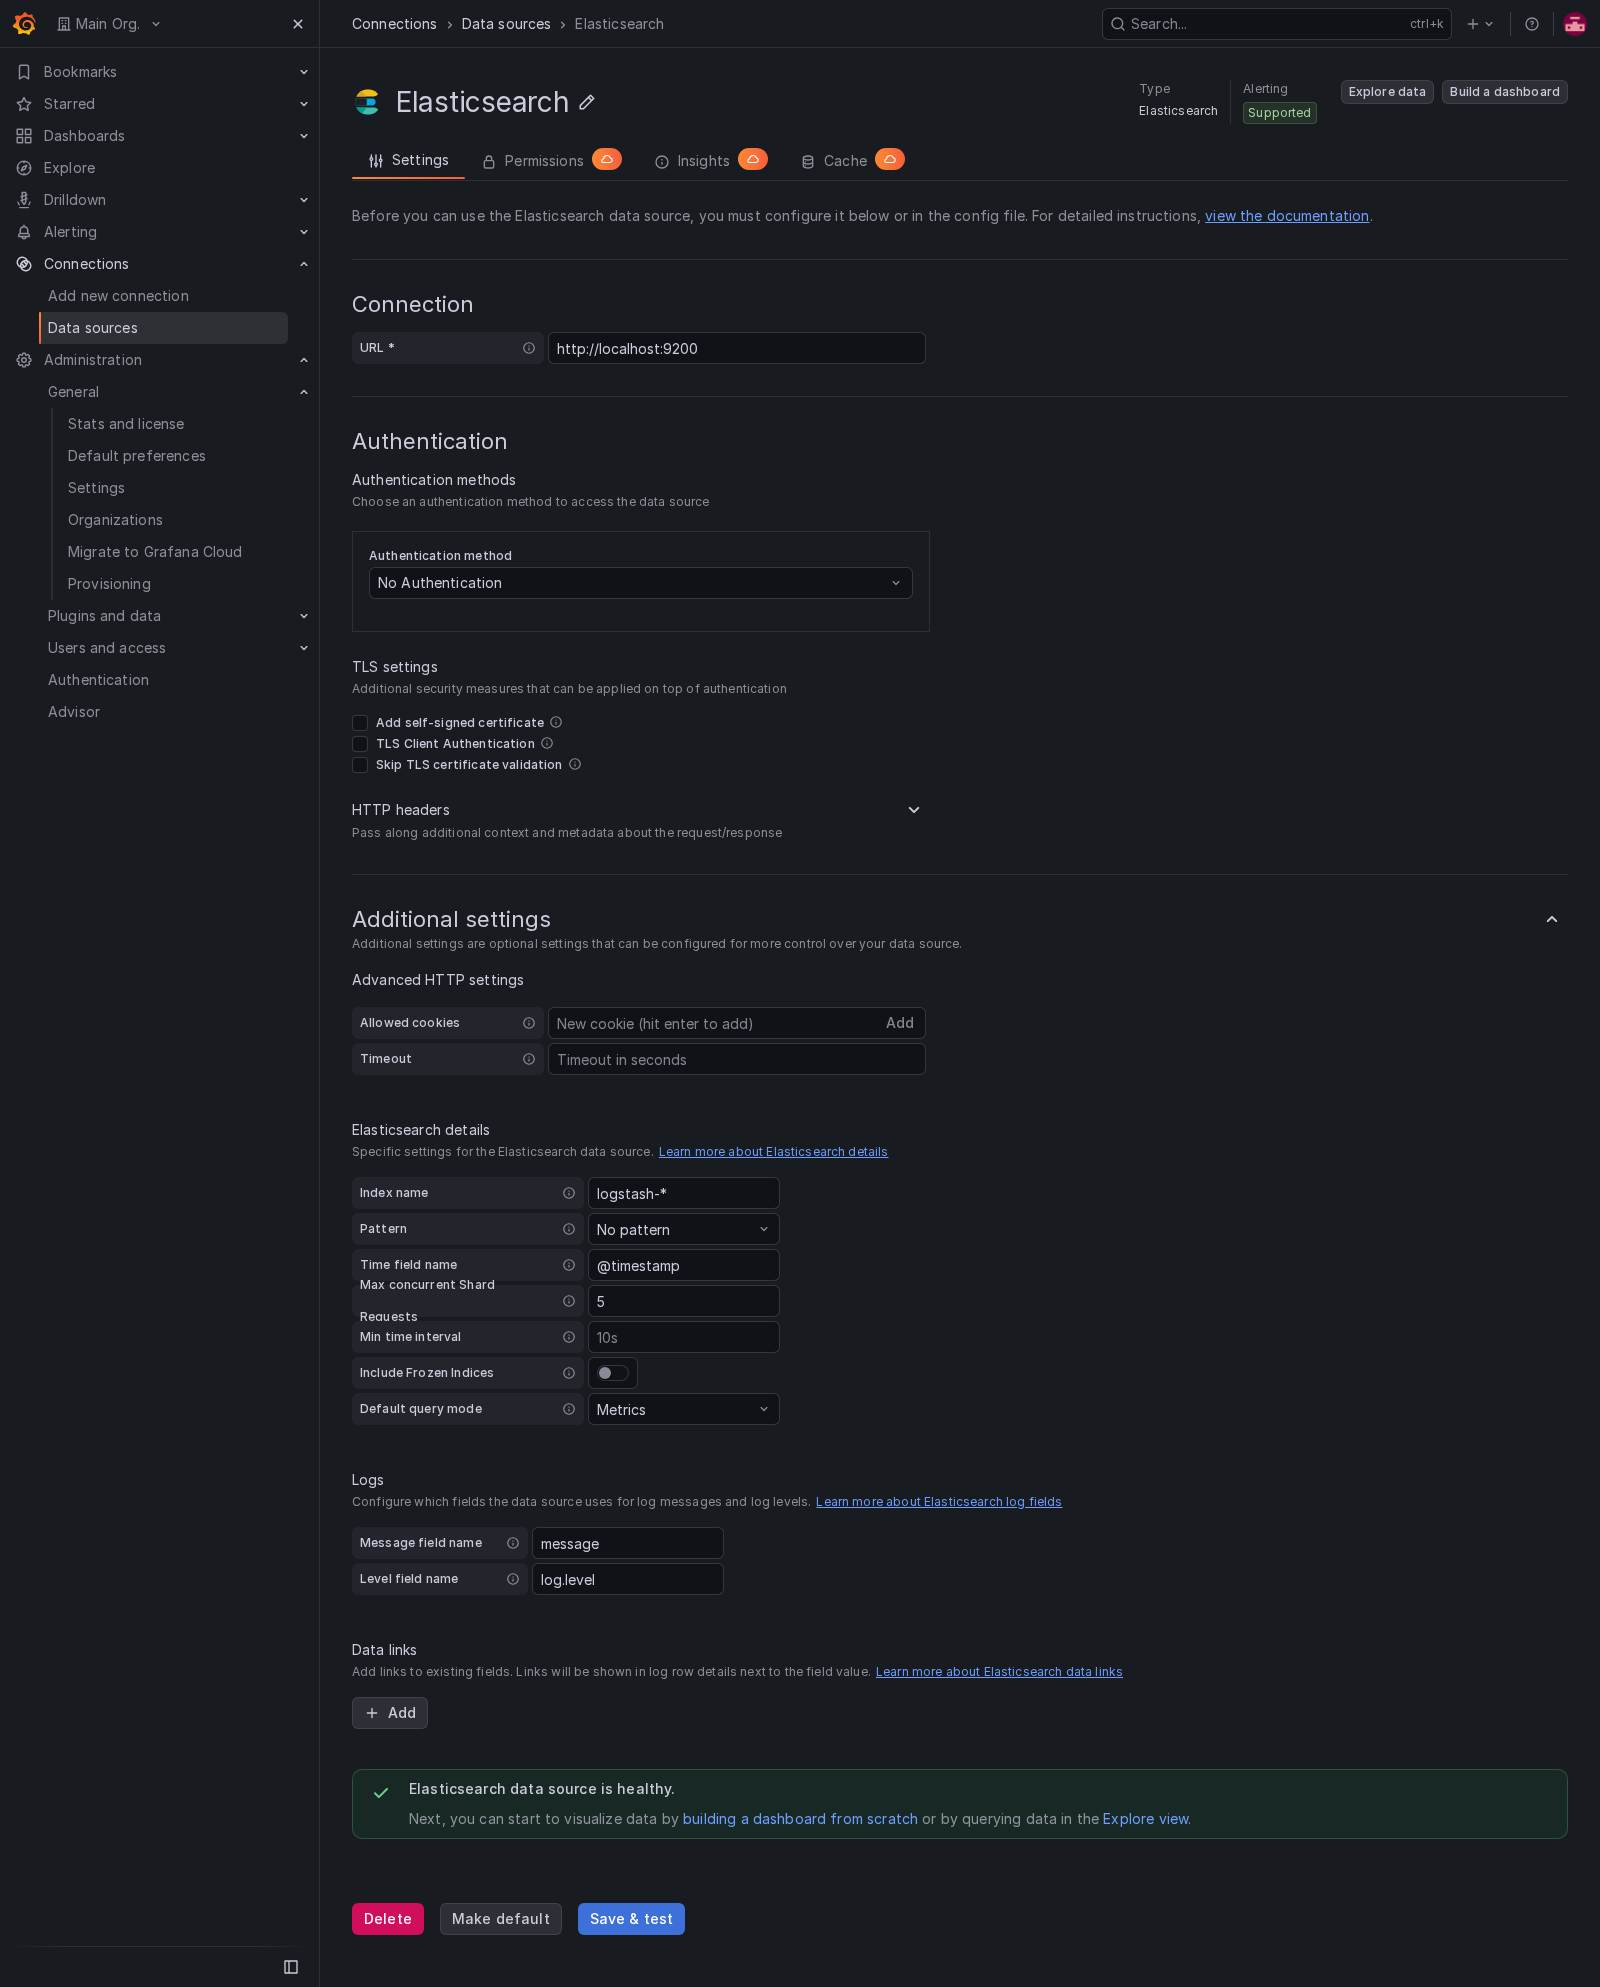 Main Org.
Connections › Data sources › Elasticsearch
Search...
ctrl+k
Bookmarks
Starred
Dashboards
Explore
Drilldown
Alerting
Connections
Add new connection
Data sources
Administration
General
Stats and license
Default preferences
Settings
Organizations
Migrate to Grafana Cloud
Provisioning
Plugins and data
Users and access
Authentication
Advisor
Elasticsearch
Type
Elasticsearch
Alerting
Supported
Explore data
Build a dashboard
Settings
Permissions
Insights
Cache
Before you can use the Elasticsearch data source, you must configure it below or in the config file. For detailed instructions, view the documentation.
Connection
URL *
http://localhost:9200
Authentication
Authentication methods
Choose an authentication method to access the data source
Authentication method
No Authentication
TLS settings
Additional security measures that can be applied on top of authentication
Add self-signed certificate
TLS Client Authentication
Skip TLS certificate validation
HTTP headers
Pass along additional context and metadata about the request/response
Additional settings
Additional settings are optional settings that can be configured for more control over your data source.
Advanced HTTP settings
Allowed cookies
New cookie (hit enter to add)
Add
Timeout
Timeout in seconds
Elasticsearch details
Specific settings for the Elasticsearch data source. Learn more about Elasticsearch details
Index name
logstash-*
Pattern
No pattern
Time field name
@timestamp
Max concurrent Shard
Requests
5
Min time interval
10s
Include Frozen Indices
Default query mode
Metrics
Logs
Configure which fields the data source uses for log messages and log levels. Learn more about Elasticsearch log fields
Message field name
message
Level field name
log.level
Data links
Add links to existing fields. Links will be shown in log row details next to the field value. Learn more about Elasticsearch data links
Add
Elasticsearch data source is healthy.
Next, you can start to visualize data by building a dashboard from scratch or by querying data in the Explore view.
Delete
Make default
Save & test